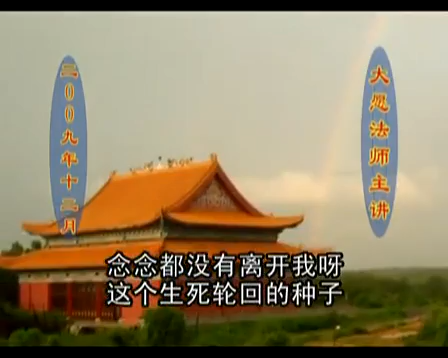 大愿法师主讲
二00九年十二月
念念都没有离开我呀
这个生死轮回的种子